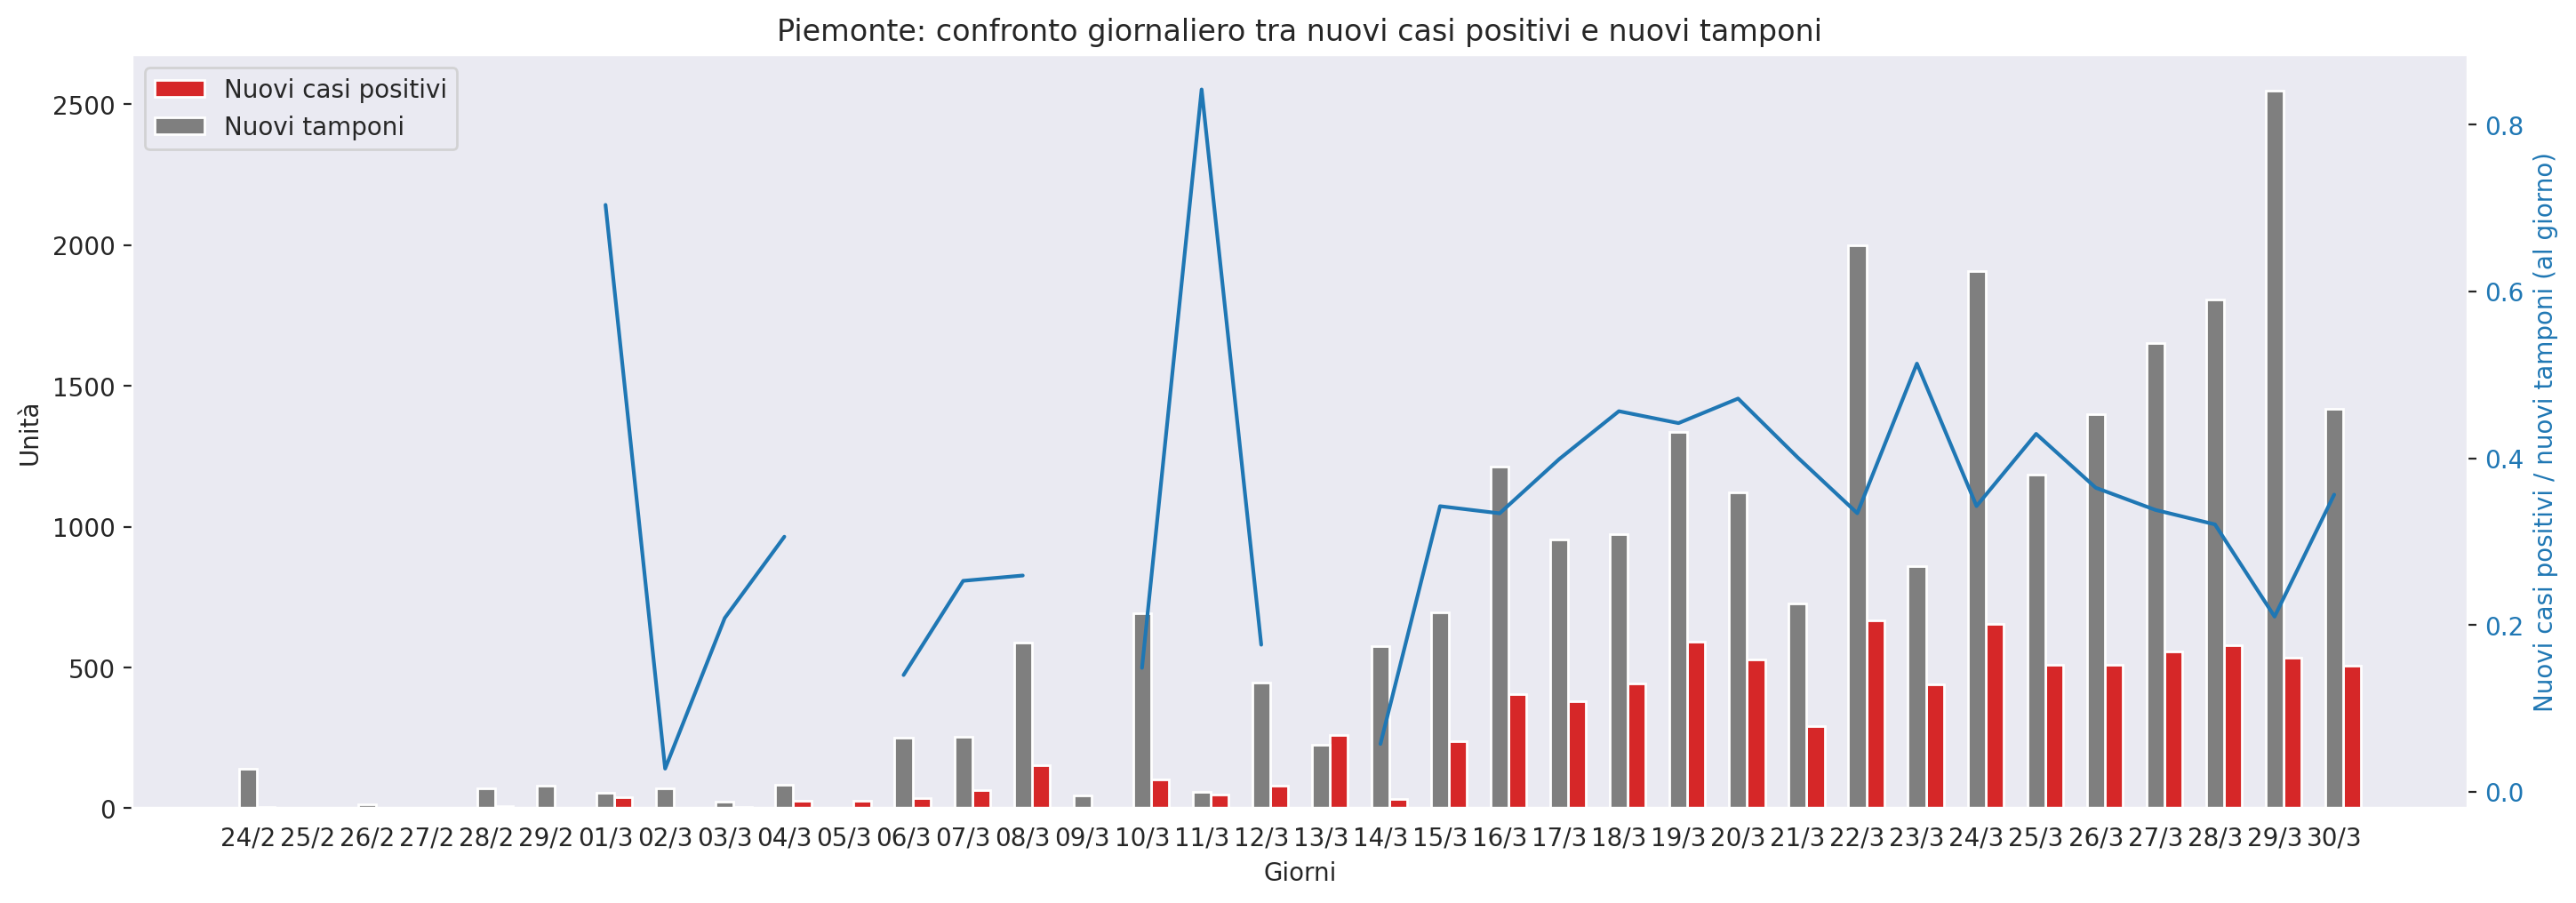 Piemonte: confronto giornaliero tra nuovi casi positivi e nuovi tamponi
Nuovi casi positivi
Nuovi tamponi
2500
2000
1500
1000
500
0
Unità
0.8
0.6
0.4
0.2
0.0
Nuovi casi positivi / nuovi tamponi (al giorno)
24/2 25/2 26/2 27/2 28/2 29/2 01/3 02/3 03/3 04/3 05/3 06/3 07/3 08/3 09/3 10/3 11/3 12/3 13/3 14/3 15/3 16/3 17/3 18/3 19/3 20/3 21/3 22/3 23/3 24/3 25/3 26/3 27/3 28/3 29/3 30/3
Giorni